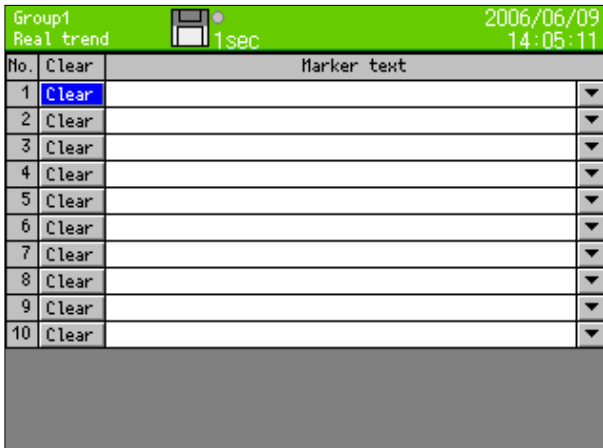 Group1
Real trend
1sec
2006/06/09
14:05:11
No. Clear Marker text
1 Clear
2 Clear
3 Clear
4 Clear
5 Clear
6 Clear
7 Clear
8 Clear
9 Clear
10 Clear